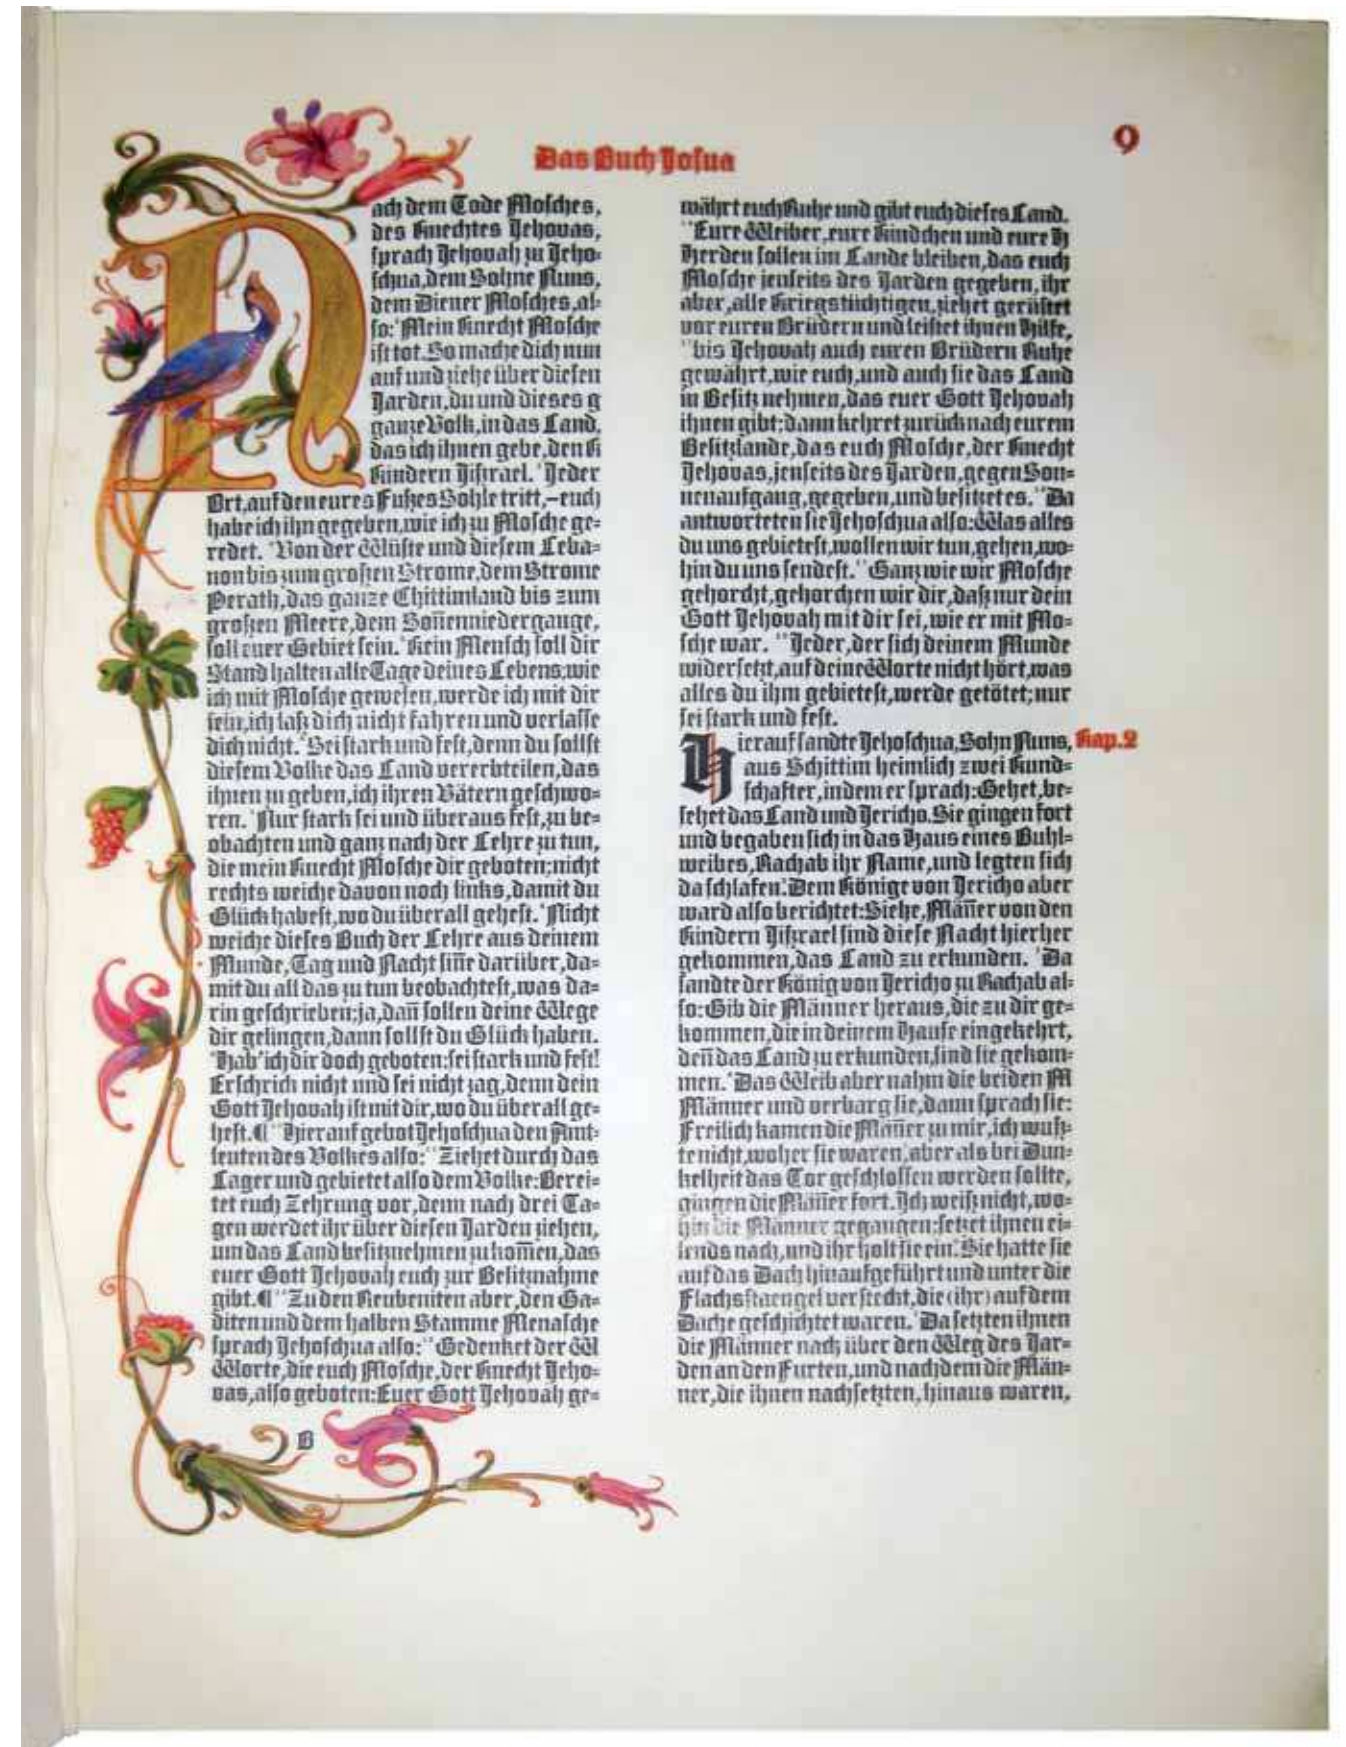 Das Buch Josua
9
Nach dem Tode Mosches,
des Knechtes Jehovas,
sprach Jehovah zu Jeho=
schua, dem Sohne Nuns,
dem Diener Mosches, al=
so: Mein Knecht Mosche
ist tot. So mache dich nun
auf und ziehe über diesen
Jarden, du und dieses g
ganze Volk, in das Land,
das ich ihnen gebe, den K
Kindern Jißrael. Jeder
Ort, auf den eures Fußes Sohle tritt, – euch
habe ich ihn gegeben, wie ich zu Mosche ge=
redet. Von der Wüste und diesem Leba=
non bis zum großen Strome, dem Strome
Perath, das ganze Chittimland bis zum
großen Meere, dem Soñenniedergange,
soll euer Gebiet sein. Kein Mensch soll dir
Stand halten alle Tage deines Lebens; wie
ich mit Mosche gewesen, werde ich mit dir
sein, ich laß dich nicht fahren und verlasse
dich nicht. Sei stark und fest, denn du sollst
diesem Volke das Land vererbteilen, das
ihnen zu geben, ich ihren Vätern geschwo=
ren. Nur stark sei und überaus fest, zu be=
obachten und ganz nach der Lehre zu tun,
die mein Knecht Mosche dir geboten; nicht
rechts weiche davon noch links, damit du
Glück habest, wo du überall gehest. Nicht
weiche dieses Buch der Lehre aus deinem
Munde, Tag und Nacht siñe darüber, da=
mit du all das zu tun beobachtest, was da=
rin geschrieben; ja, dañ sollen deine Wege
dir gelingen, dann sollst du Glück haben.
Hab' ich dir doch geboten: sei stark und fest!
Erschrick nicht und sei nicht zag, denn dein
Gott Jehovah ist mit dir, wo du überall ge=
hest. ¶ Hierauf gebot Jehoschua den Amt=
leuten des Volkes also: Ziehet durch das
Lager und gebietet also dem Volke: Berei=
tet euch Zehrung vor, denn nach drei Ta=
gen werdet ihr über diesen Jarden ziehen,
um das Land besitznehmen zu kom̃en, das
euer Gott Jehovah euch zur Besitznahme
gibt. ¶ Zu den Reubeniten aber, den Ga=
diten und dem halben Stamme Menasche
sprach Jehoschua also: Gedenket der W
Worte, die euch Mosche, der Knecht Jeho=
vas, also geboten: Euer Gott Jehovah ge=
B
währt euch Ruhe und gibt euch dieses Land.
Eure Weiber, eure Kindchen und eure H
Herden sollen im Lande bleiben, das euch
Mosche jenseits des Jarden gegeben, ihr
aber, alle Kriegstüchtigen, ziehet gerüstet
vor euren Brüdern und leistet ihnen Hilfe,
bis Jehovah auch euren Brüdern Ruhe
gewährt, wie euch, und auch sie das Land
in Besitz nehmen, das euer Gott Jehovah
ihnen gibt; dann kehret zurück nach eurem
Besitzlande, das euch Mosche, der Knecht
Jehovas, jenseits des Jarden, gegen Son=
nenaufgang, gegeben, und besitzet es. Da
antworteten sie Jehoschua also: Was alles
du uns gebietest, wollen wir tun, gehen, wo=
hin du uns sendest. Ganz wie wir Mosche
gehorcht, gehorchen wir dir, daß nur dein
Gott Jehovah mit dir sei, wie er mit Mo=
sche war. Jeder, der sich deinem Munde
widersetzt, auf deine Worte nicht hört, was
alles du ihm gebietest, werde getötet; nur
sei stark und fest.
Hierauf sandte Jehoschua, Sohn Nuns, Kap. 2
aus Schittim heimlich zwei Kund=
schafter, indem er sprach: Gehet, be=
sehet das Land und Jericho. Sie gingen fort
und begaben sich in das Haus eines Buhl=
weibes, Rachab ihr Name, und legten sich
da schlafen. Dem Könige von Jericho aber
ward also berichtet: Siehe, Mäñer von den
Kindern Jißrael sind diese Nacht hierher
gekommen, das Land zu erkunden. Da
sandte der König von Jericho zu Rachab al=
so: Gib die Männer heraus, die zu dir ge=
kommen, die in deinem Hause eingekehrt,
deñ das Land zu erkunden, sind sie gekom=
men. Das Weib aber nahm die beiden M
Männer und verbarg sie, dann sprach sie:
Freilich kamen die Mäñer zu mir, ich wuß=
te nicht, woher sie waren, aber als bei Dun=
kelheit das Tor geschlossen werden sollte,
gingen die Mäñer fort. Ich weiß nicht, wo=
hin die Männer gegangen; setzet ihnen ei=
lends nach, und ihr holt sie ein. Sie hatte sie
auf das Dach hinaufgeführt und unter die
Flachsstaengel versteckt, die (ihr) auf dem
Dache geschichtet waren. Da setzten ihnen
die Männer nach über den Weg des Jar=
den an den Furten, und nachdem die Män=
ner, die ihnen nachsetzten, hinaus waren,